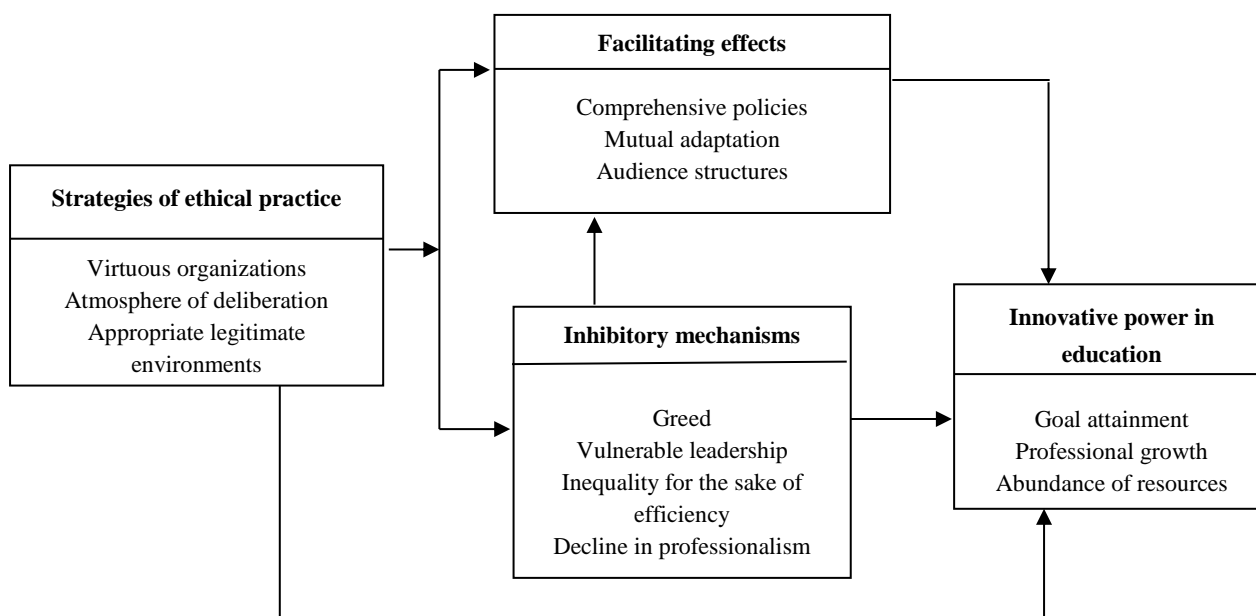 Facilitating effects
Comprehensive policies
Mutual adaptation
Audience structures
Strategies of ethical practice
Virtuous organizations
Atmosphere of deliberation
Appropriate legitimate
environments
Inhibitory mechanisms
Greed
Vulnerable leadership
Inequality for the sake of
efficiency
Decline in professionalism
Innovative power in
education
Goal attainment
Professional growth
Abundance of resources